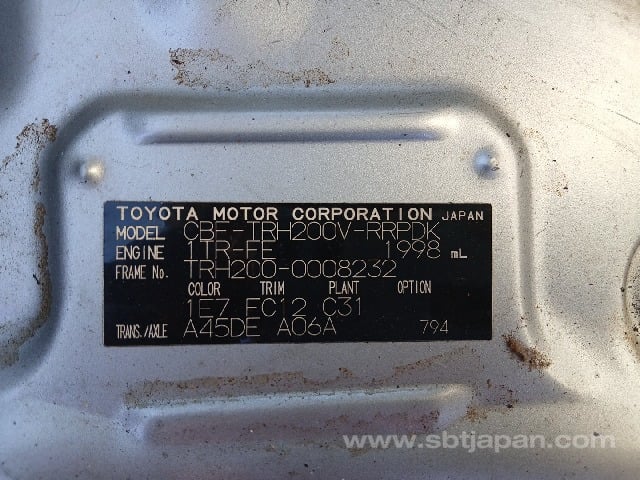 TOYOTA MOTOR CORPORATION JAPAN
MODEL CBF-TRH200V-RRPDK
ENGINE 1TR-FE 1998 mL
FRAME No. TRH200-0008232
COLOR TRIM PLANT OPTION
1E7 FC12 C31
TRANS./AXLE A45DE A06A 794
www.sbtjapan.com